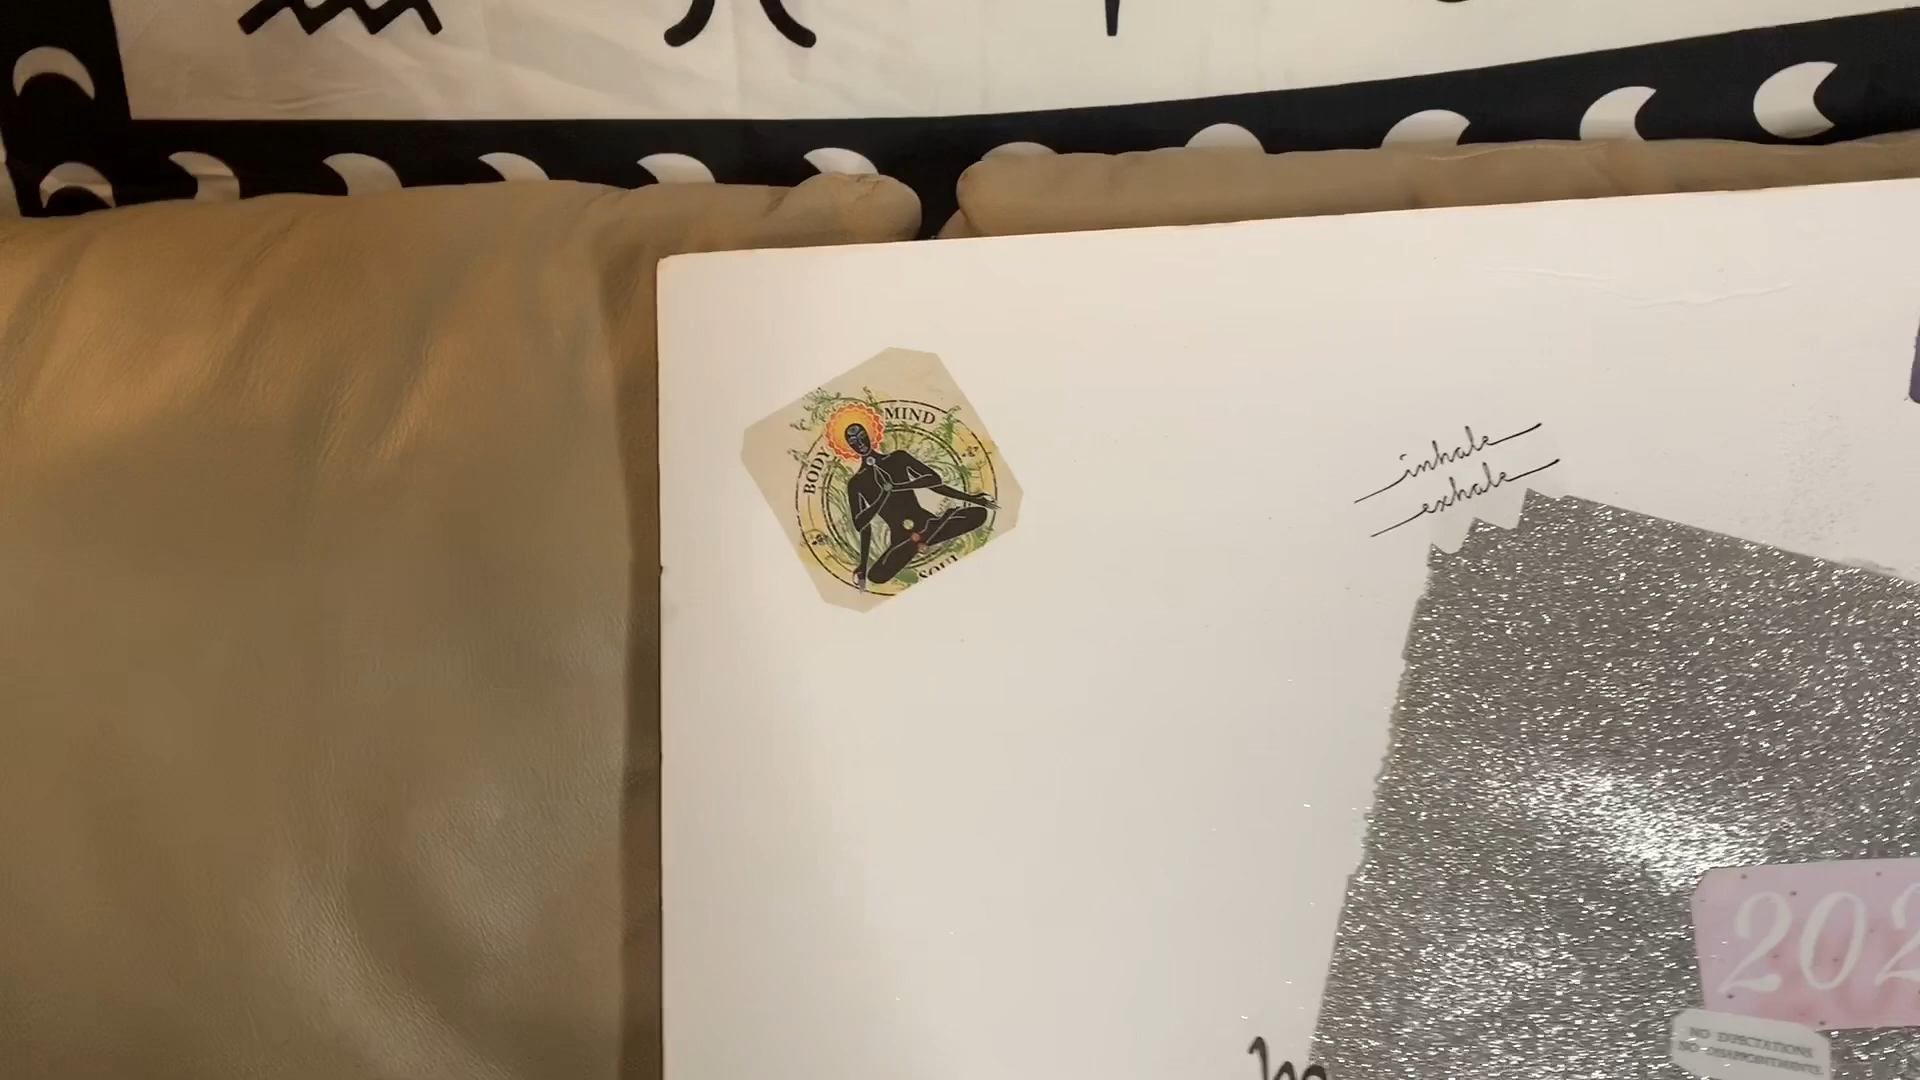 MIND
BODY
SOUL
inhale
exhale
202
NO EXPECTATIONS
NO DISAPPOINTMENTS